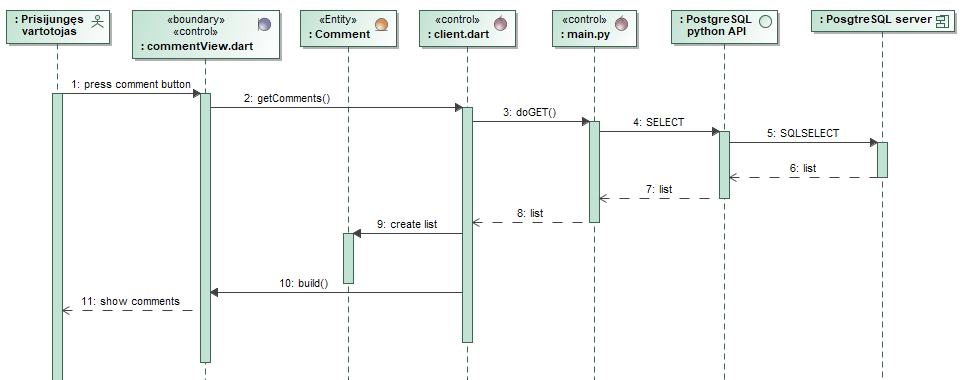 : Prisijunges
vartotojas
«boundary»
«control»
: commentView.dart
«Entity»
: Comment
«control»
: client.dart
«control»
: main.py
: PostgreSQL
python API
: PosgtreSQL server
1: press comment button
2: getComments()
3: doGET()
4: SELECT
5: SQLSELECT
6: list
7: list
8: list
9: create list
10: build()
11: show comments